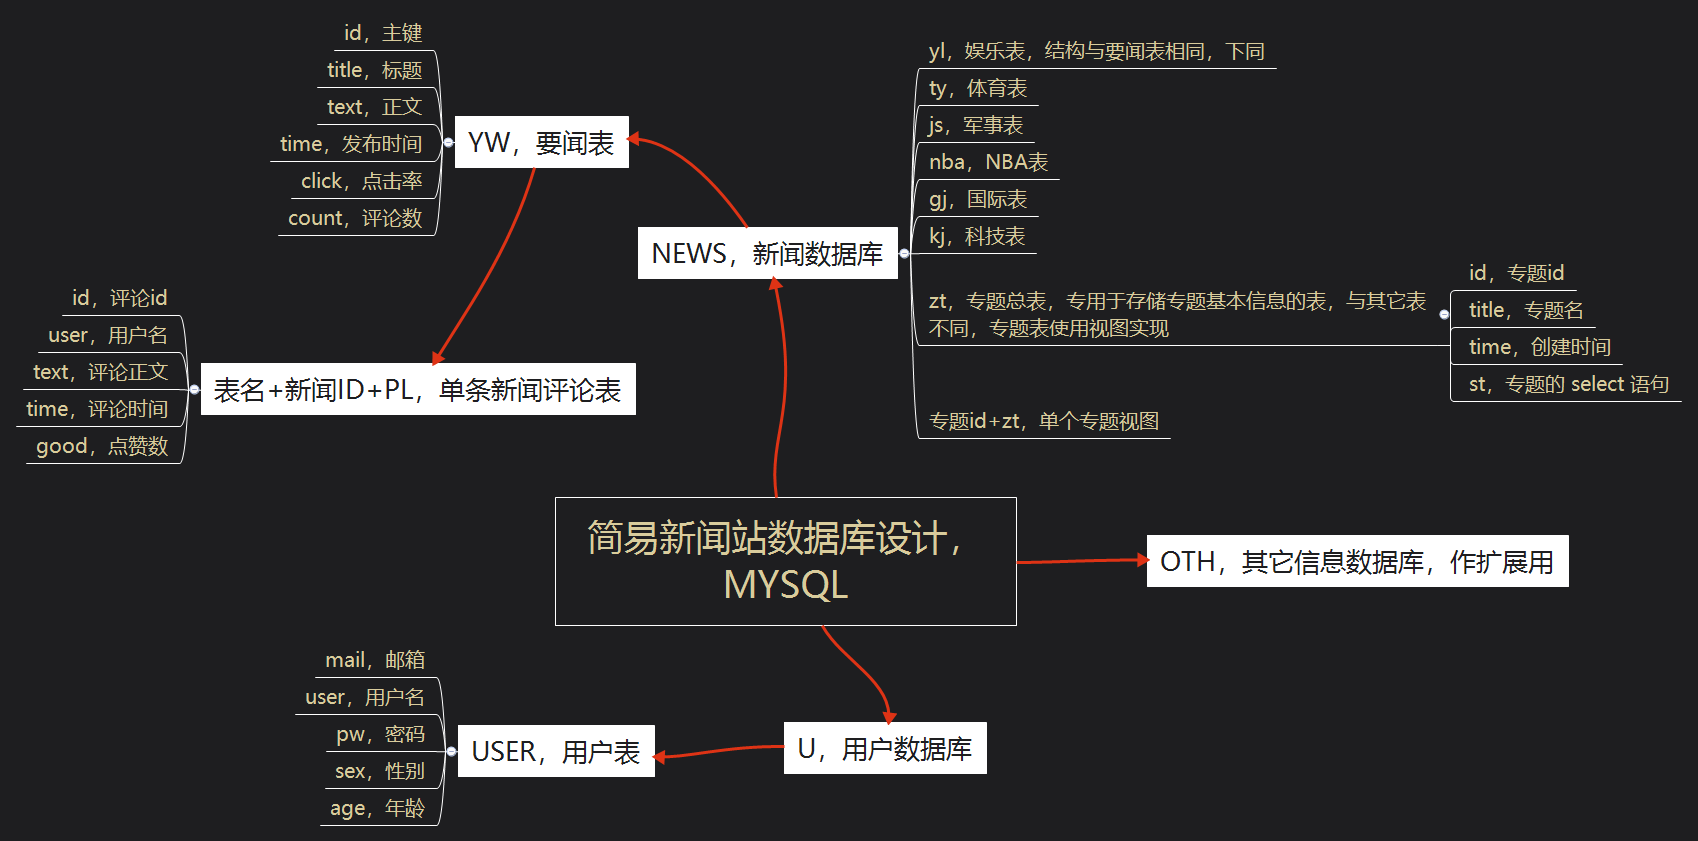 id，主键
title，标题
text，正文
time，发布时间
click，点击率
count，评论数
YW，要闻表
yl，娱乐表，结构与要闻表相同，下同
ty，体育表
js，军事表
nba，NBA表
gj，国际表
kj，科技表
NEWS，新闻数据库
zt，专题总表，专用于存储专题基本信息的表，与其它表
不同，专题表使用视图实现
id，专题id
title，专题名
time，创建时间
st，专题的 select 语句
专题id+zt，单个专题视图
id，评论id
user，用户名
text，评论正文
time，评论时间
good，点赞数
表名+新闻ID+PL，单条新闻评论表
简易新闻站数据库设计，
MYSQL
OTH，其它信息数据库，作扩展用
mail，邮箱
user，用户名
pw，密码
sex，性别
age，年龄
USER，用户表
U，用户数据库